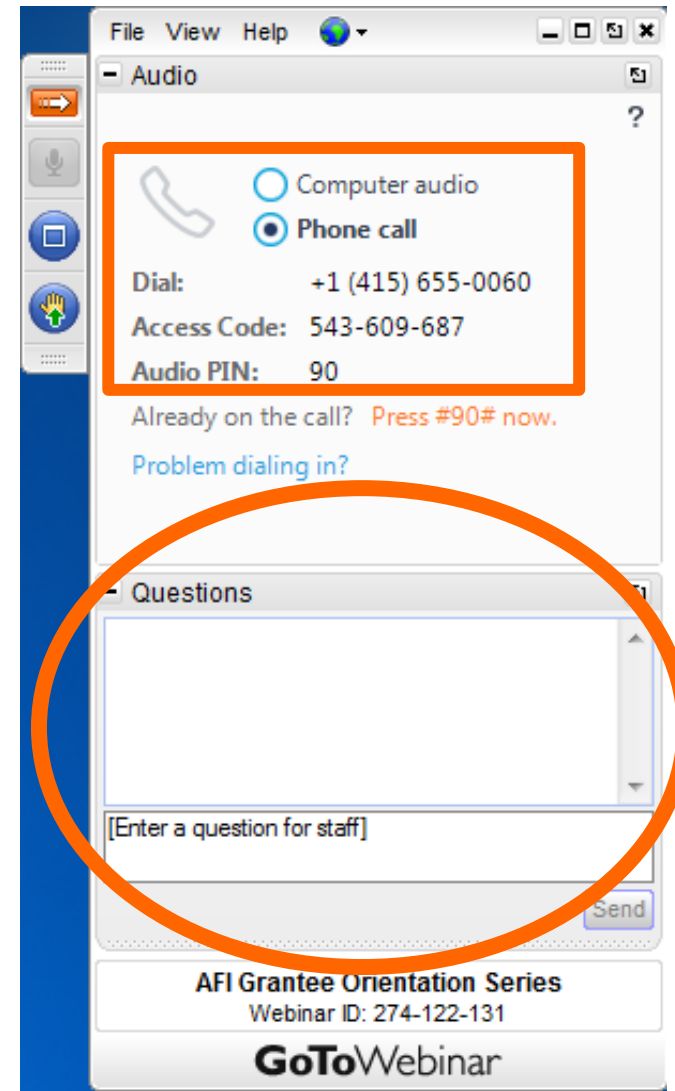 File View Help
Audio
?
Computer audio
Phone call
Dial: +1 (415) 655-0060
Access Code: 543-609-687
Audio PIN: 90
Already on the call? Press #90# now.
Problem dialing in?
Questions
[Enter a question for staff]
Send
AFI Grantee Orientation Series
Webinar ID: 274-122-131
GoToWebinar